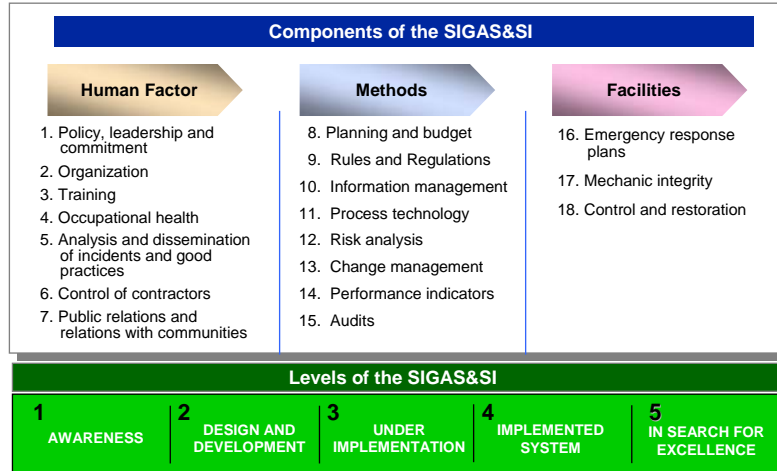 Components of the SIGAS&SI
Human Factor
1. Policy, leadership and
commitment
2. Organization
3. Training
4. Occupational health
5. Analysis and dissemination
of incidents and good
practices
6. Control of contractors
7. Public relations and
relations with communities
Methods
8. Planning and budget
9. Rules and Regulations
10. Information management
11. Process technology
12. Risk analysis
13. Change management
14. Performance indicators
15. Audits
Facilities
16. Emergency response
plans
17. Mechanic integrity
18. Control and restoration
Levels of the SIGAS&SI
1
AWARENESS
2
DESIGN AND
DEVELOPMENT
3
UNDER
IMPLEMENTATION
4
IMPLEMENTED
SYSTEM
5
IN SEARCH FOR
EXCELLENCE